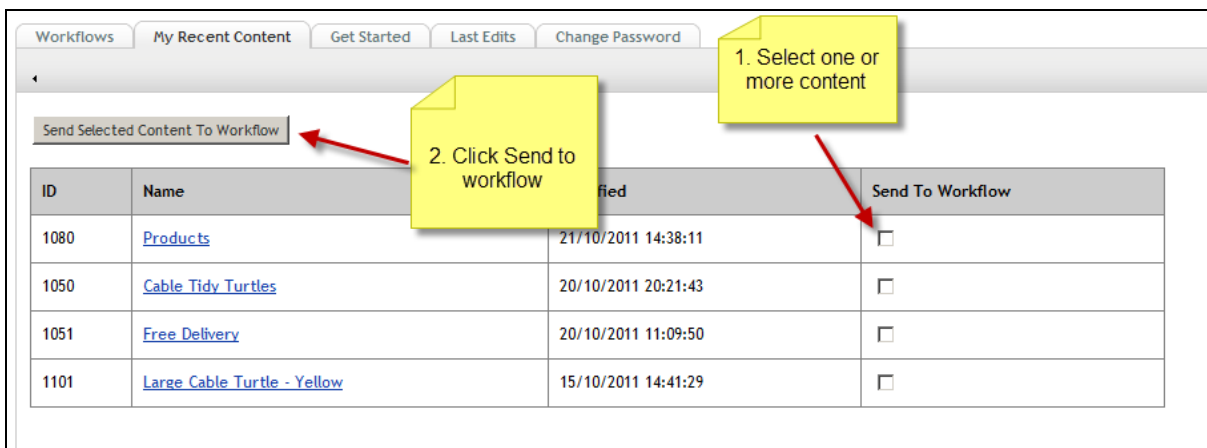 Workflows My Recent Content Get Started Last Edits Change Password
1. Select one or
more content
Send Selected Content To Workflow
2. Click Send to
workflow
ID Name Send To Workflow
1080 Products 21/10/2011 14:38:11
1050 Cable Tidy Turtles 20/10/2011 20:21:43
1051 Free Delivery 20/10/2011 11:09:50
1101 Large Cable Turtle - Yellow 15/10/2011 14:41:29